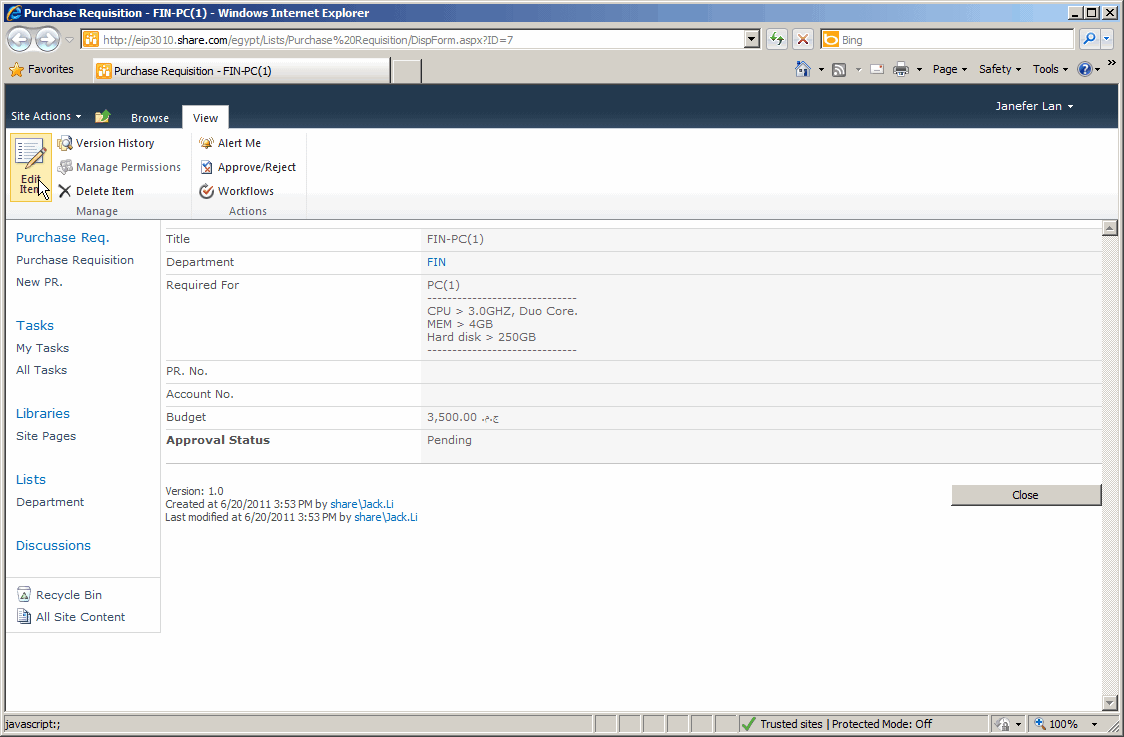 Purchase Requisition - FIN-PC(1) - Windows Internet Explorer
http://eip3010.share.com/egypt/Lists/Purchase%20Requisition/DispForm.aspx?ID=7
Bing
Favorites
Purchase Requisition - FIN-PC(1)
Page
Safety
Tools
Site Actions
Browse
View
Janefer Lan
Edit
Item
Version History
Manage Permissions
Delete Item
Manage
Alert Me
Approve/Reject
Workflows
Actions
Purchase Req.
Purchase Requisition
New PR.
Tasks
My Tasks
All Tasks
Libraries
Site Pages
Lists
Department
Discussions
Recycle Bin
All Site Content
Title FIN-PC(1)
Department FIN
Required For PC(1)
------------------------------
CPU > 3.0GHZ, Duo Core.
MEM > 4GB
Hard disk > 250GB
------------------------------
PR. No.
Account No.
Budget 3,500.00 ج.م.
Approval Status Pending
Version: 1.0
Created at 6/20/2011 3:53 PM by share\Jack.Li
Last modified at 6/20/2011 3:53 PM by share\Jack.Li
Close
javascript:;
Trusted sites | Protected Mode: Off
100%